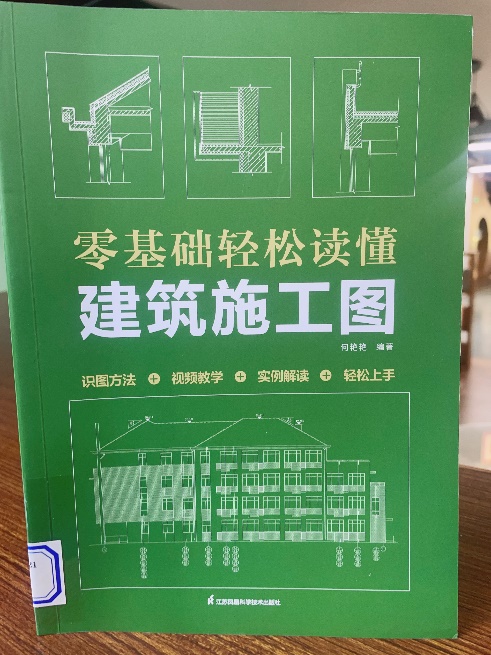 零基础轻松读懂
建筑施工图
何艳艳 编著
识图方法 + 视频教学 + 实例解读 + 轻松上手
江苏凤凰科学技术出版社